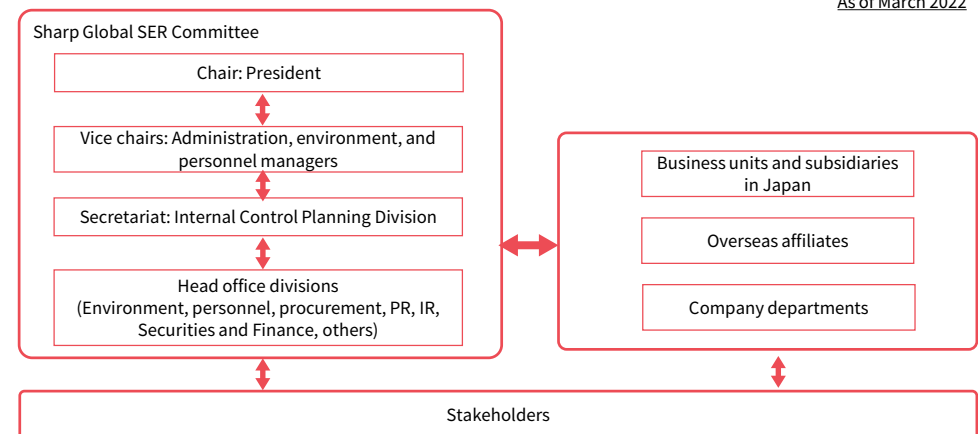 As of March 2022
Sharp Global SER Committee
Chair: President
Vice chairs: Administration, environment, and
personnel managers
Secretariat: Internal Control Planning Division
Head office divisions
(Environment, personnel, procurement, PR, IR,
Securities and Finance, others)
Business units and subsidiaries
in Japan
Overseas affiliates
Company departments
Stakeholders